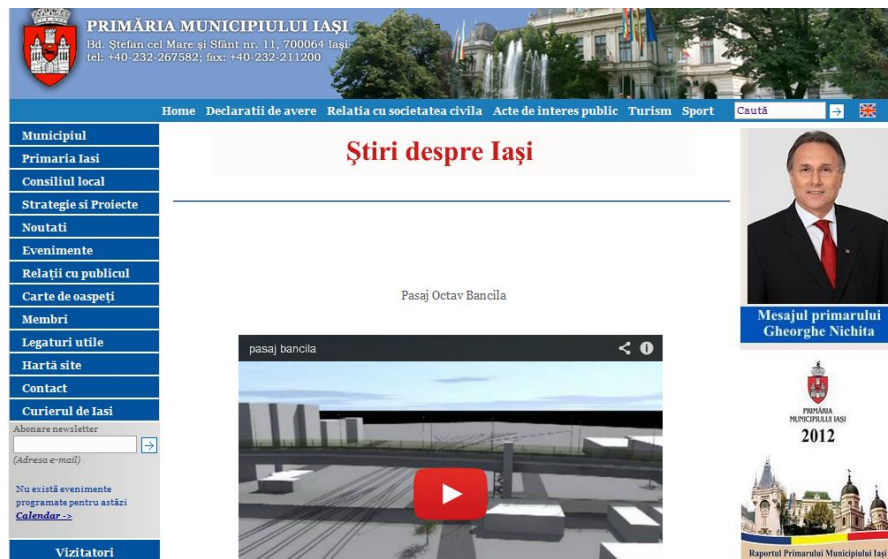 PRIMĂRIA MUNICIPIULUI IAŞI
Bd. Ştefan cel Mare şi Sfânt nr. 11, 700064 Iaşi
tel: +40-232-267582; fax: +40-232-211200
Home Declaratii de avere Relatia cu societatea civila Acte de interes public Turism Sport Caută
Municipiul
Primaria Iasi
Consiliul local
Strategie si Proiecte
Noutati
Evenimente
Relaţii cu publicul
Carte de oaspeţi
Membri
Legaturi utile
Hartă site
Contact
Curierul de Iasi
Abonare newsletter
(Adresa e-mail)
Nu există evenimente
programate pentru astăzi
Calendar ->
Vizitatori
Ştiri despre Iaşi
Pasaj Octav Bancila
pasaj bancila
Mesajul primarului
Gheorghe Nichita
PRIMĂRIA
MUNICIPIULUI IAŞI
2012
Raportul Primarului Municipiului Iaşi